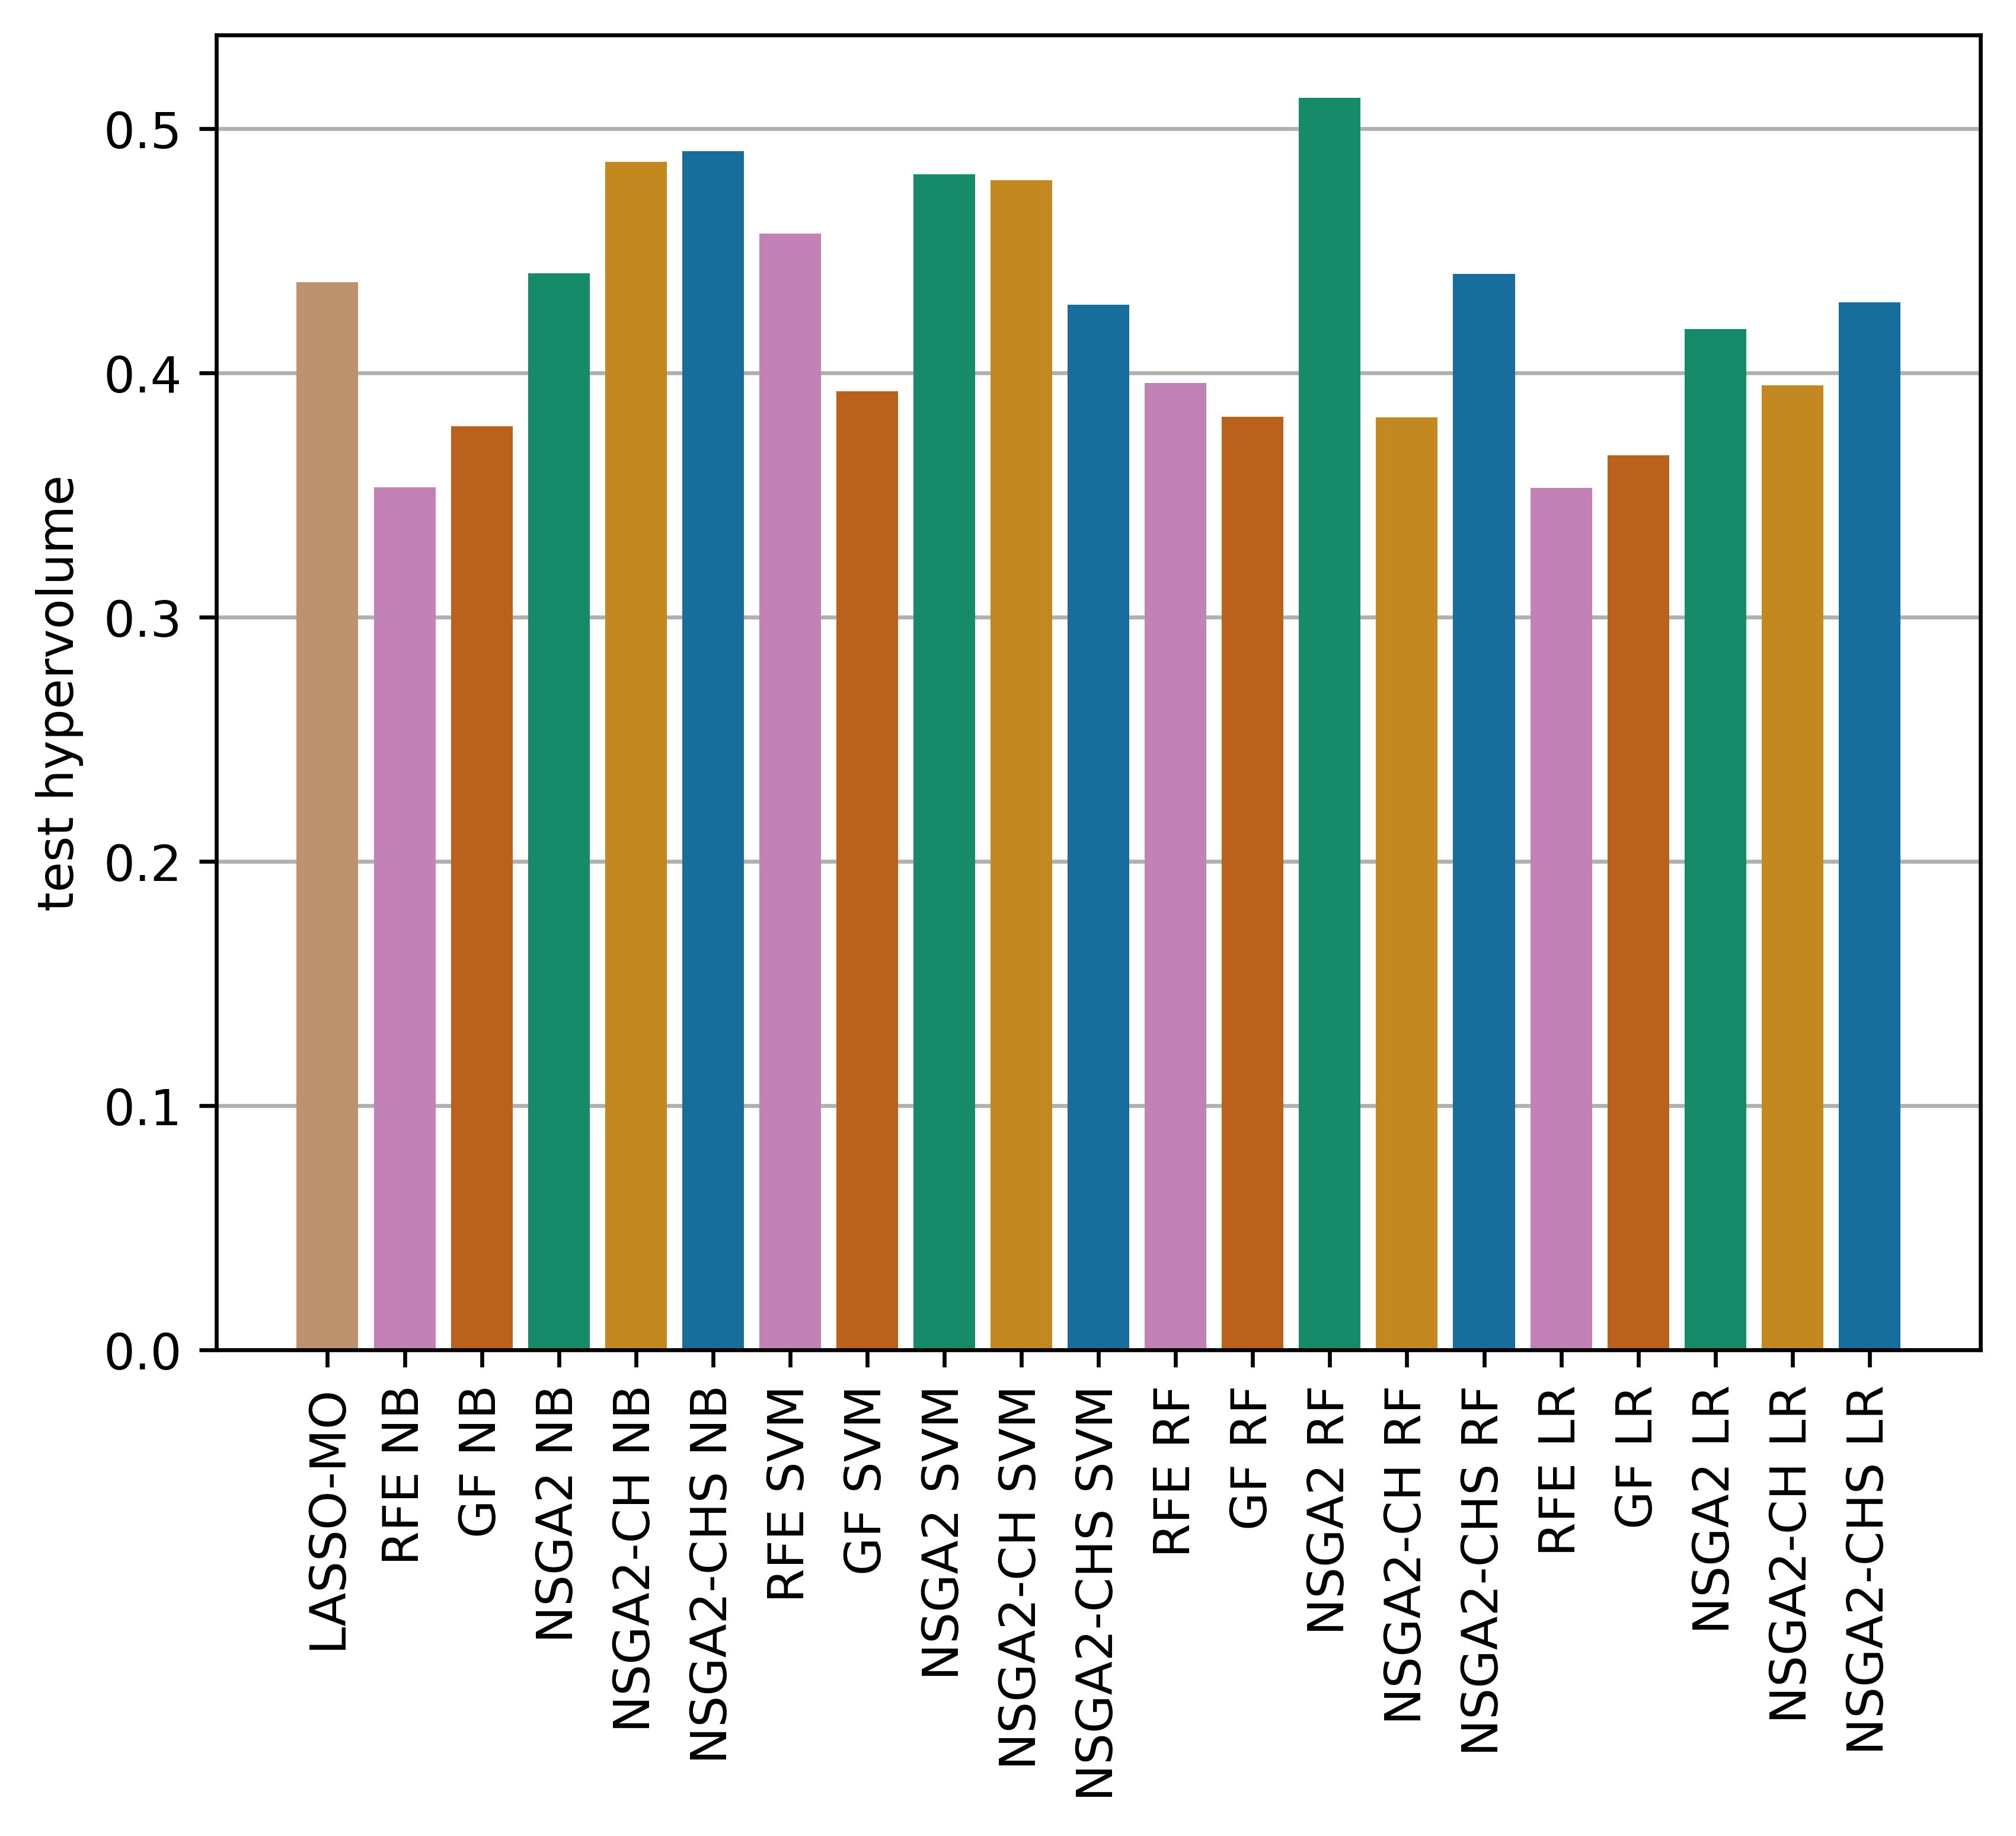 test hypervolume
0.5
0.4
0.3
0.2
0.1
0.0
LASSO-MO
RFE NB
GF NB
NSGA2 NB
NSGA2-CH NB
NSGA2-CHS NB
RFE SVM
GF SVM
NSGA2 SVM
NSGA2-CH SVM
NSGA2-CHS SVM
RFE RF
GF RF
NSGA2 RF
NSGA2-CH RF
NSGA2-CHS RF
RFE LR
GF LR
NSGA2 LR
NSGA2-CH LR
NSGA2-CHS LR